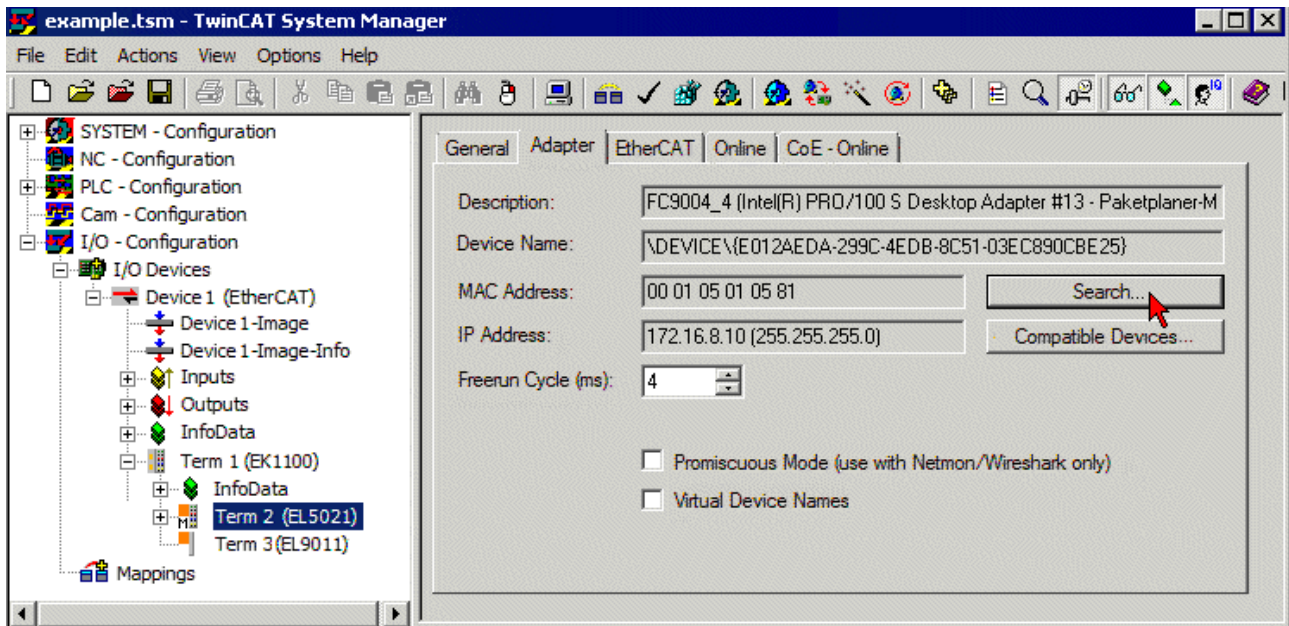 example.tsm - TwinCAT System Manager
File Edit Actions View Options Help
SYSTEM - Configuration
NC - Configuration
PLC - Configuration
Cam - Configuration
I/O - Configuration
I/O Devices
Device 1 (EtherCAT)
Device 1-Image
Device 1-Image-Info
Inputs
Outputs
InfoData
Term 1 (EK1100)
InfoData
Term 2 (EL5021)
Term 3 (EL9011)
Mappings
General Adapter EtherCAT Online CoE - Online
Description: FC9004_4 (Intel(R) PRO/100 S Desktop Adapter #13 - Paketplaner-M
Device Name: \DEVICE\{E012AEDA-299C-4EDB-8C51-03EC890CBE25}
MAC Address: 00 01 05 01 05 81 Search...
IP Address: 172.16.8.10 (255.255.255.0) Compatible Devices...
Freerun Cycle (ms): 4
Promiscuous Mode (use with Netmon/Wireshark only)
Virtual Device Names